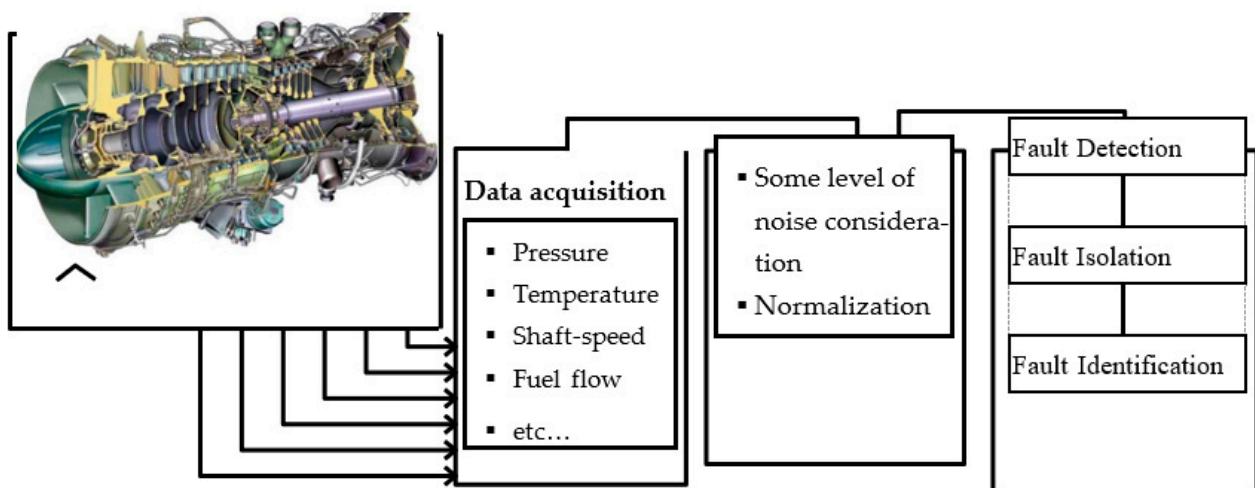 Data acquisition
▪ Pressure
▪ Temperature
▪ Shaft-speed
▪ Fuel flow
▪ etc...
▪ Some level of
noise considera-
tion
▪ Normalization
Fault Detection
Fault Isolation
Fault Identification